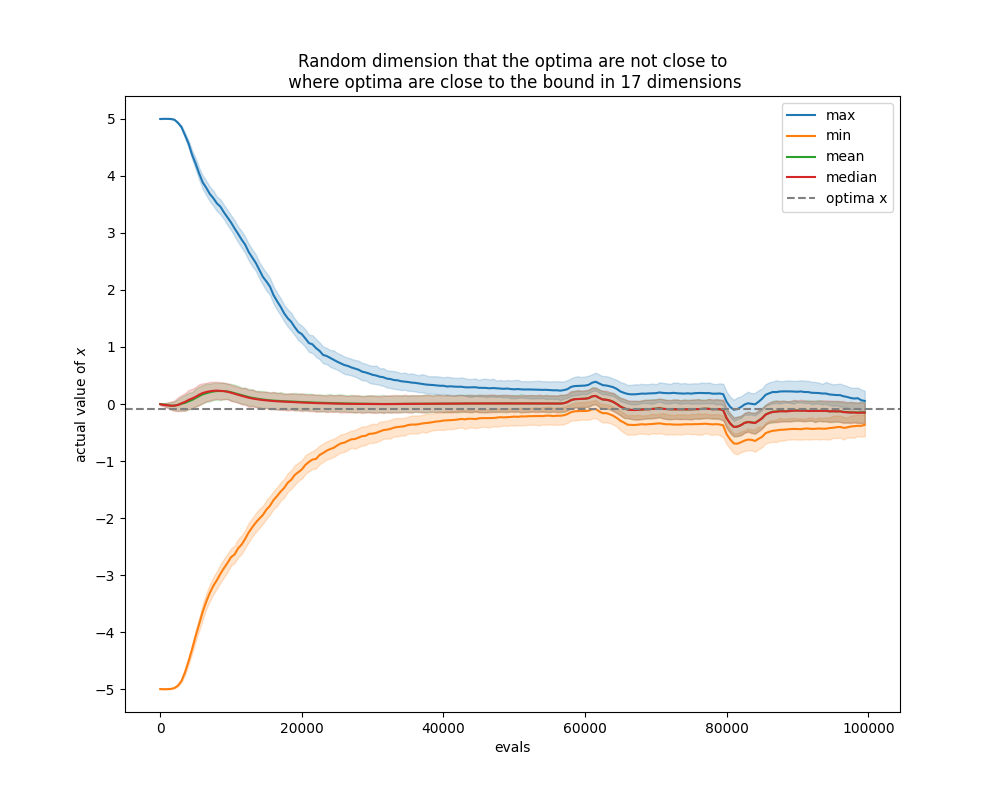 Random dimension that the optima are not close to
where optima are close to the bound in 17 dimensions
max
min
mean
median
optima x
5
4
3
2
1
0
−1
−2
−3
−4
−5
actual value of x
0
20000
40000
60000
80000
100000
evals